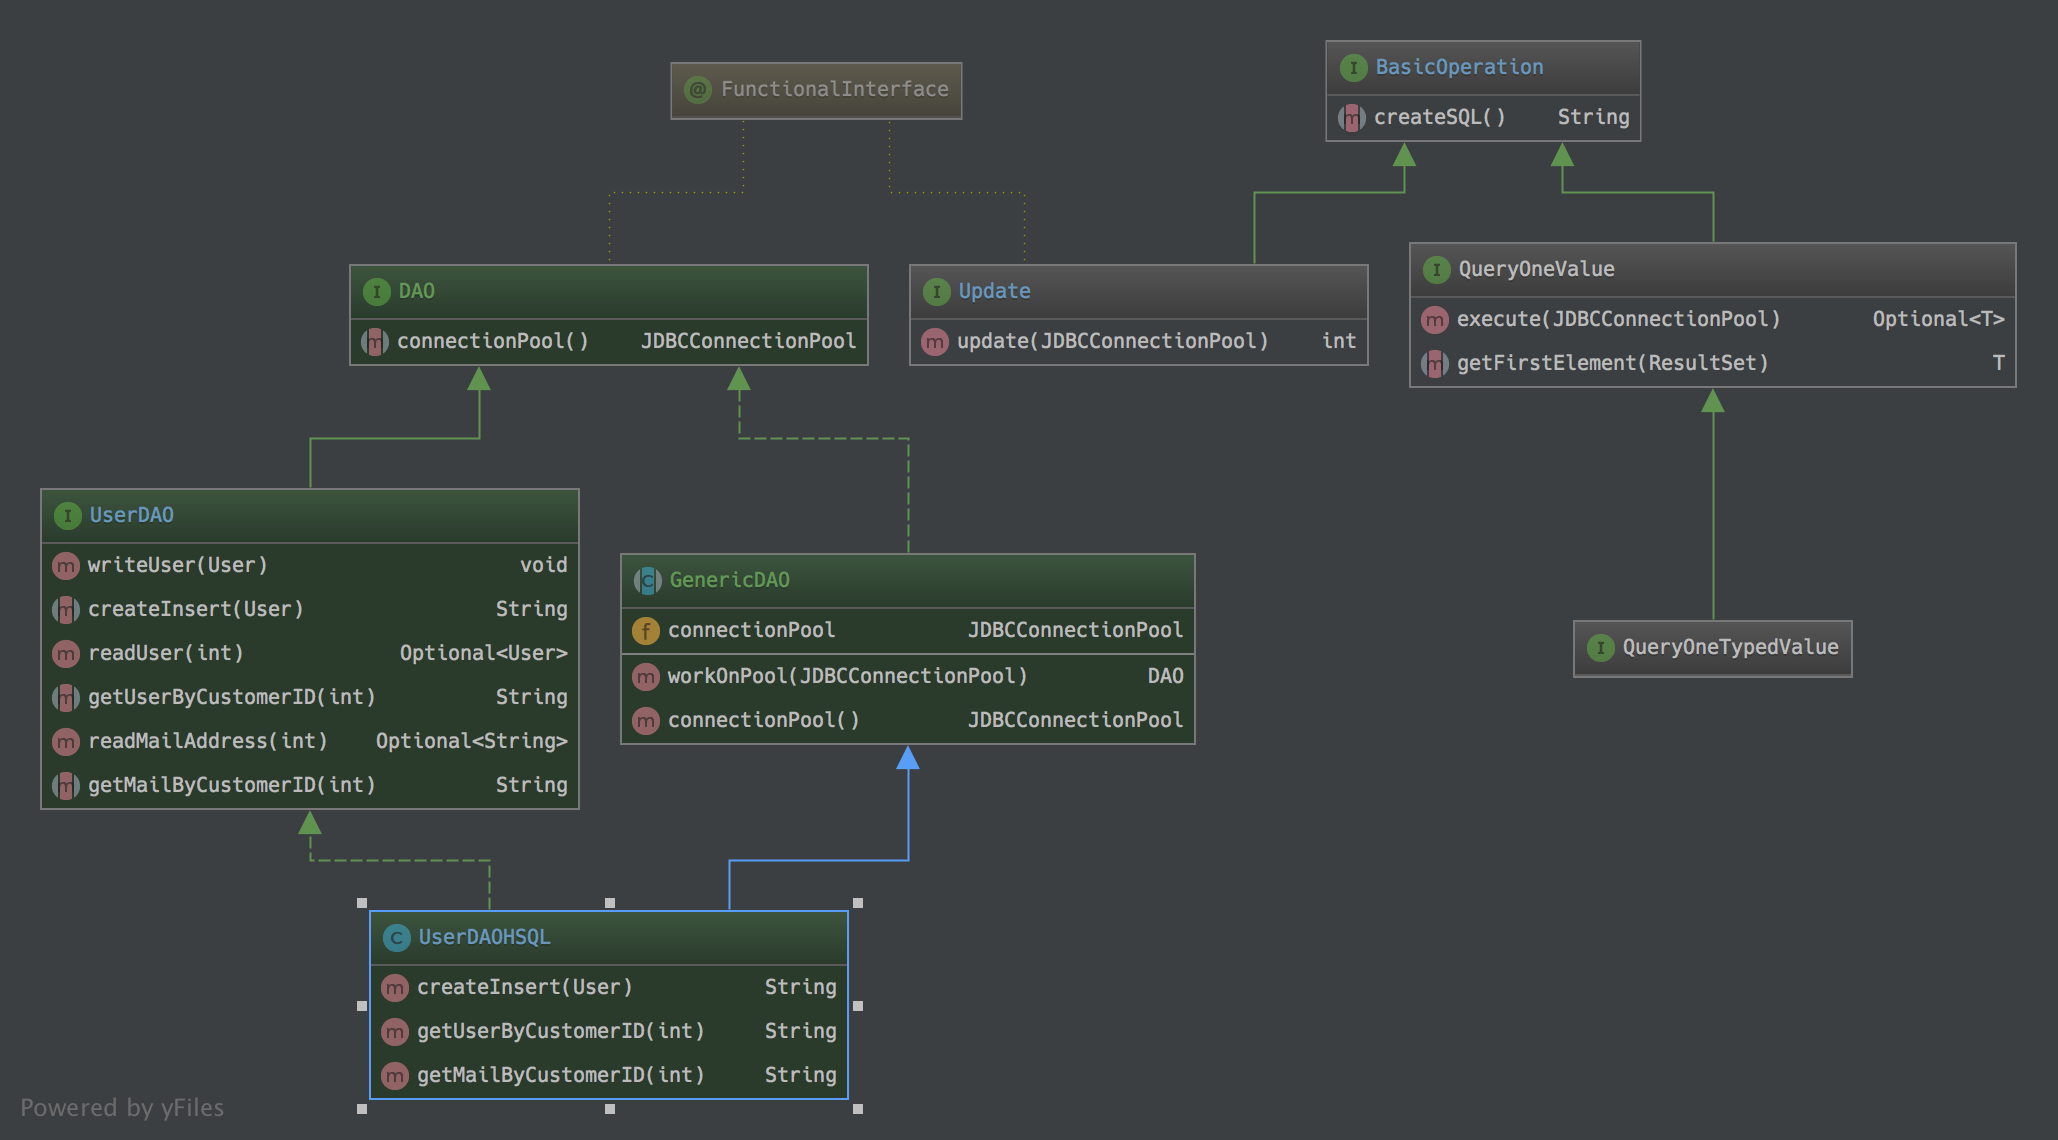 @ FunctionalInterface
I BasicOperation
m createSQL() String
I DAO
m connectionPool() JDBCConnectionPool
I Update
m update(JDBCConnectionPool) int
I QueryOneValue
m execute(JDBCConnectionPool) Optional<T>
m getFirstElement(ResultSet) T
I UserDAO
m writeUser(User) void
m createInsert(User) String
m readUser(int) Optional<User>
m getUserByCustomerID(int) String
m readMailAddress(int) Optional<String>
m getMailByCustomerID(int) String
C GenericDAO
f connectionPool JDBCConnectionPool
m workOnPool(JDBCConnectionPool) DAO
m connectionPool() JDBCConnectionPool
I QueryOneTypedValue
C UserDAOHSQL
m createInsert(User) String
m getUserByCustomerID(int) String
m getMailByCustomerID(int) String
Powered by yFiles